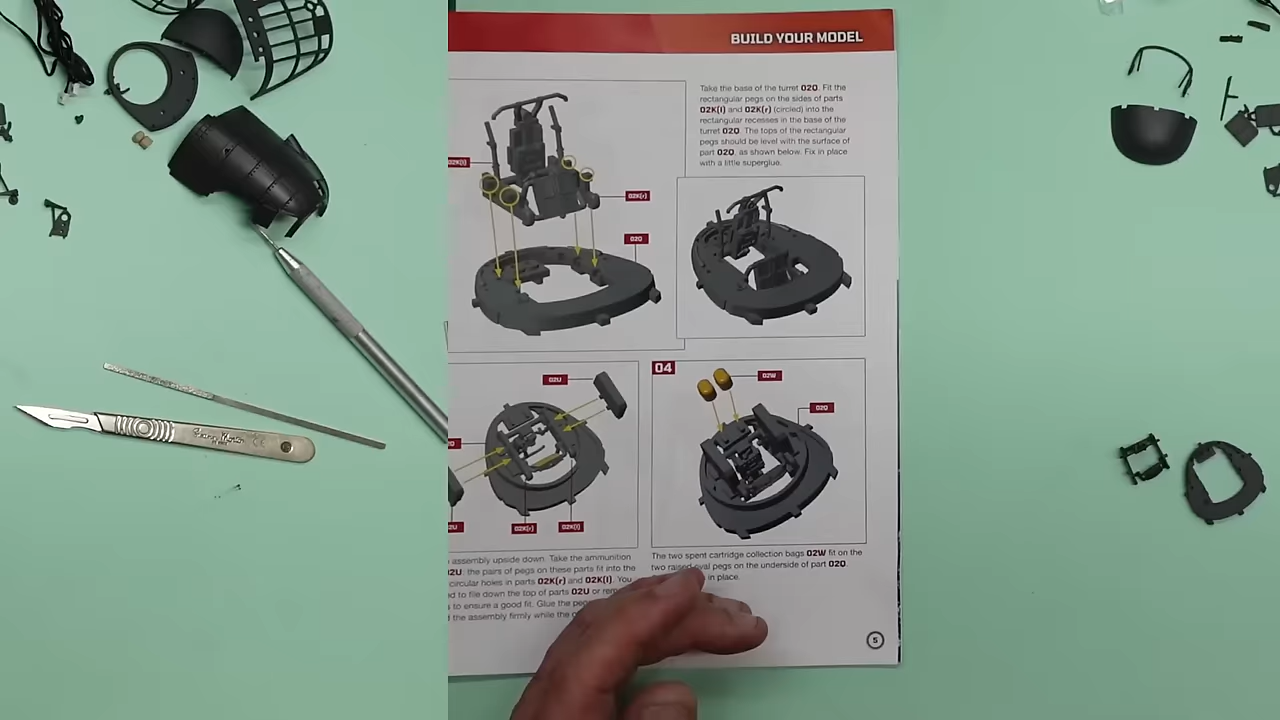 BUILD YOUR MODEL
Take the base of the turret 02Q. Fit the
rectangular pegs on the sides of parts
02K(l) and 02K(r) (circled) into the
rectangular recesses in the base of the
turret 02Q. The tops of the rectangular
pegs should be level with the surface of
part 02Q, as shown below. Fix in place
with a little superglue.
02K(l)
02K(r)
02Q
02U
02U
02K(r)
02K(l)
04
02W
02Q
assembly upside down. Take the ammunition
02U: the pairs of pegs on these parts fit into the
circular holes in parts 02K(r) and 02K(l). You
to file down the top of parts 02U or
to ensure a good fit. Glue the
the assembly firmly while the
The two spent cartridge collection bags 02W fit on the
two raised oval pegs on the underside of part 02Q.
in place.
5